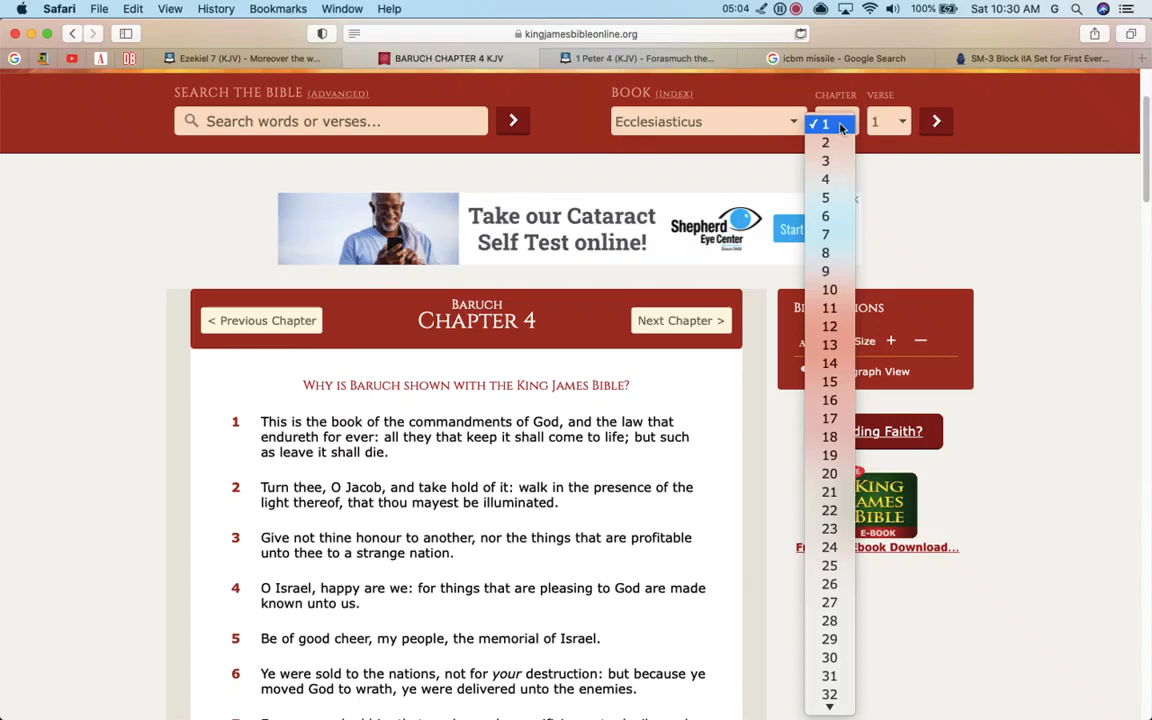 Safari File Edit View History Bookmarks Window Help 05:04 100% Sat 10:30 AM G
kingjamesbibleonline.org
Ezekiel 7 (KJV) - Moreover the w... BARUCH CHAPTER 4 KJV 1 Peter 4 (KJV) - Forasmuch the... icbm missile - Google Search SM-3 Block IIA Set for First Ever...
SEARCH THE BIBLE (ADVANCED) BOOK (INDEX) CHAPTER VERSE
Search words or verses... Ecclesiasticus ✓ 1 1
2
3
4
5
6
7
8
9
10
11
12
13
14
15
16
17
18
19
20
21
22
23
24
25
26
27
28
29
30
31
32
Take our Cataract
Self Test online!
Shepherd
Eye Center
Start
< Previous Chapter
BARUCH
CHAPTER 4
Next Chapter >
WHY IS BARUCH SHOWN WITH THE KING JAMES BIBLE?
1 This is the book of the commandments of God, and the law that
endureth for ever: all they that keep it shall come to life; but such
as leave it shall die.
2 Turn thee, O Jacob, and take hold of it: walk in the presence of the
light thereof, that thou mayest be illuminated.
3 Give not thine honour to another, nor the things that are profitable
unto thee to a strange nation.
4 O Israel, happy are we: for things that are pleasing to God are made
known unto us.
5 Be of good cheer, my people, the memorial of Israel.
6 Ye were sold to the nations, not for your destruction: but because ye
moved God to wrath, ye were delivered unto the enemies.
Size + —
graph View
ding Faith?
KING
JAMES
BIBLE
E-BOOK
Ebook Download...